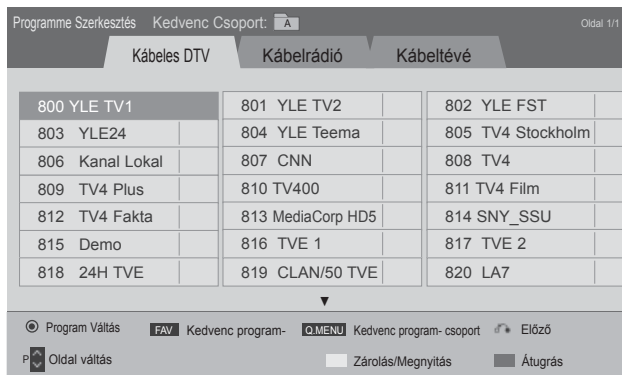 Programme Szerkesztés Kedvenc Csoport: A Oldal 1/1
Kábeles DTV Kábelrádió Kábeltévé
800 YLE TV1 801 YLE TV2 802 YLE FST
803 YLE24 804 YLE Teema 805 TV4 Stockholm
806 Kanal Lokal 807 CNN 808 TV4
809 TV4 Plus 810 TV400 811 TV4 Film
812 TV4 Fakta 813 MediaCorp HD5 814 SNY_SSU
815 Demo 816 TVE 1 817 TVE 2
818 24H TVE 819 CLAN/50 TVE 820 LA7
Program Váltás FAV Kedvenc program- Q.MENU Kedvenc program- csoport Előző
P Oldal váltás Zárolás/Megnyitás Átugrás